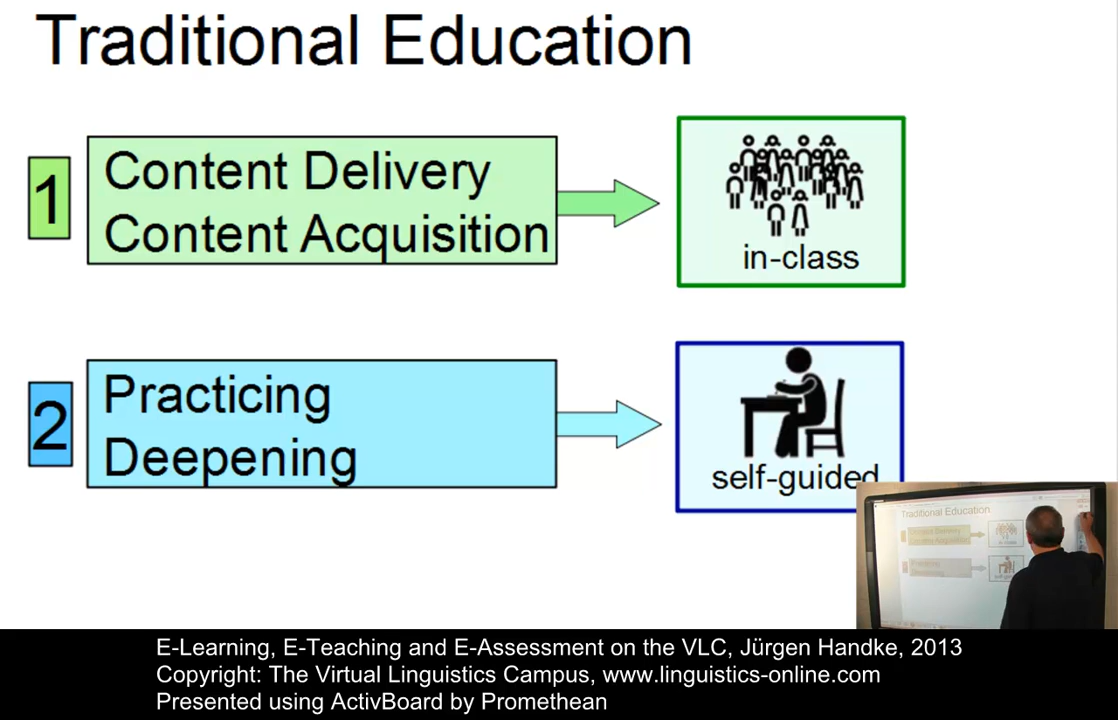 Traditional Education
1
Content Delivery
Content Acquisition
in-class
2
Practicing
Deepening
self-guided
Traditional Education
E-Learning, E-Teaching and E-Assessment on the VLC, Jürgen Handke, 2013
Copyright: The Virtual Linguistics Campus, www.linguistics-online.com
Presented using ActivBoard by Promethean